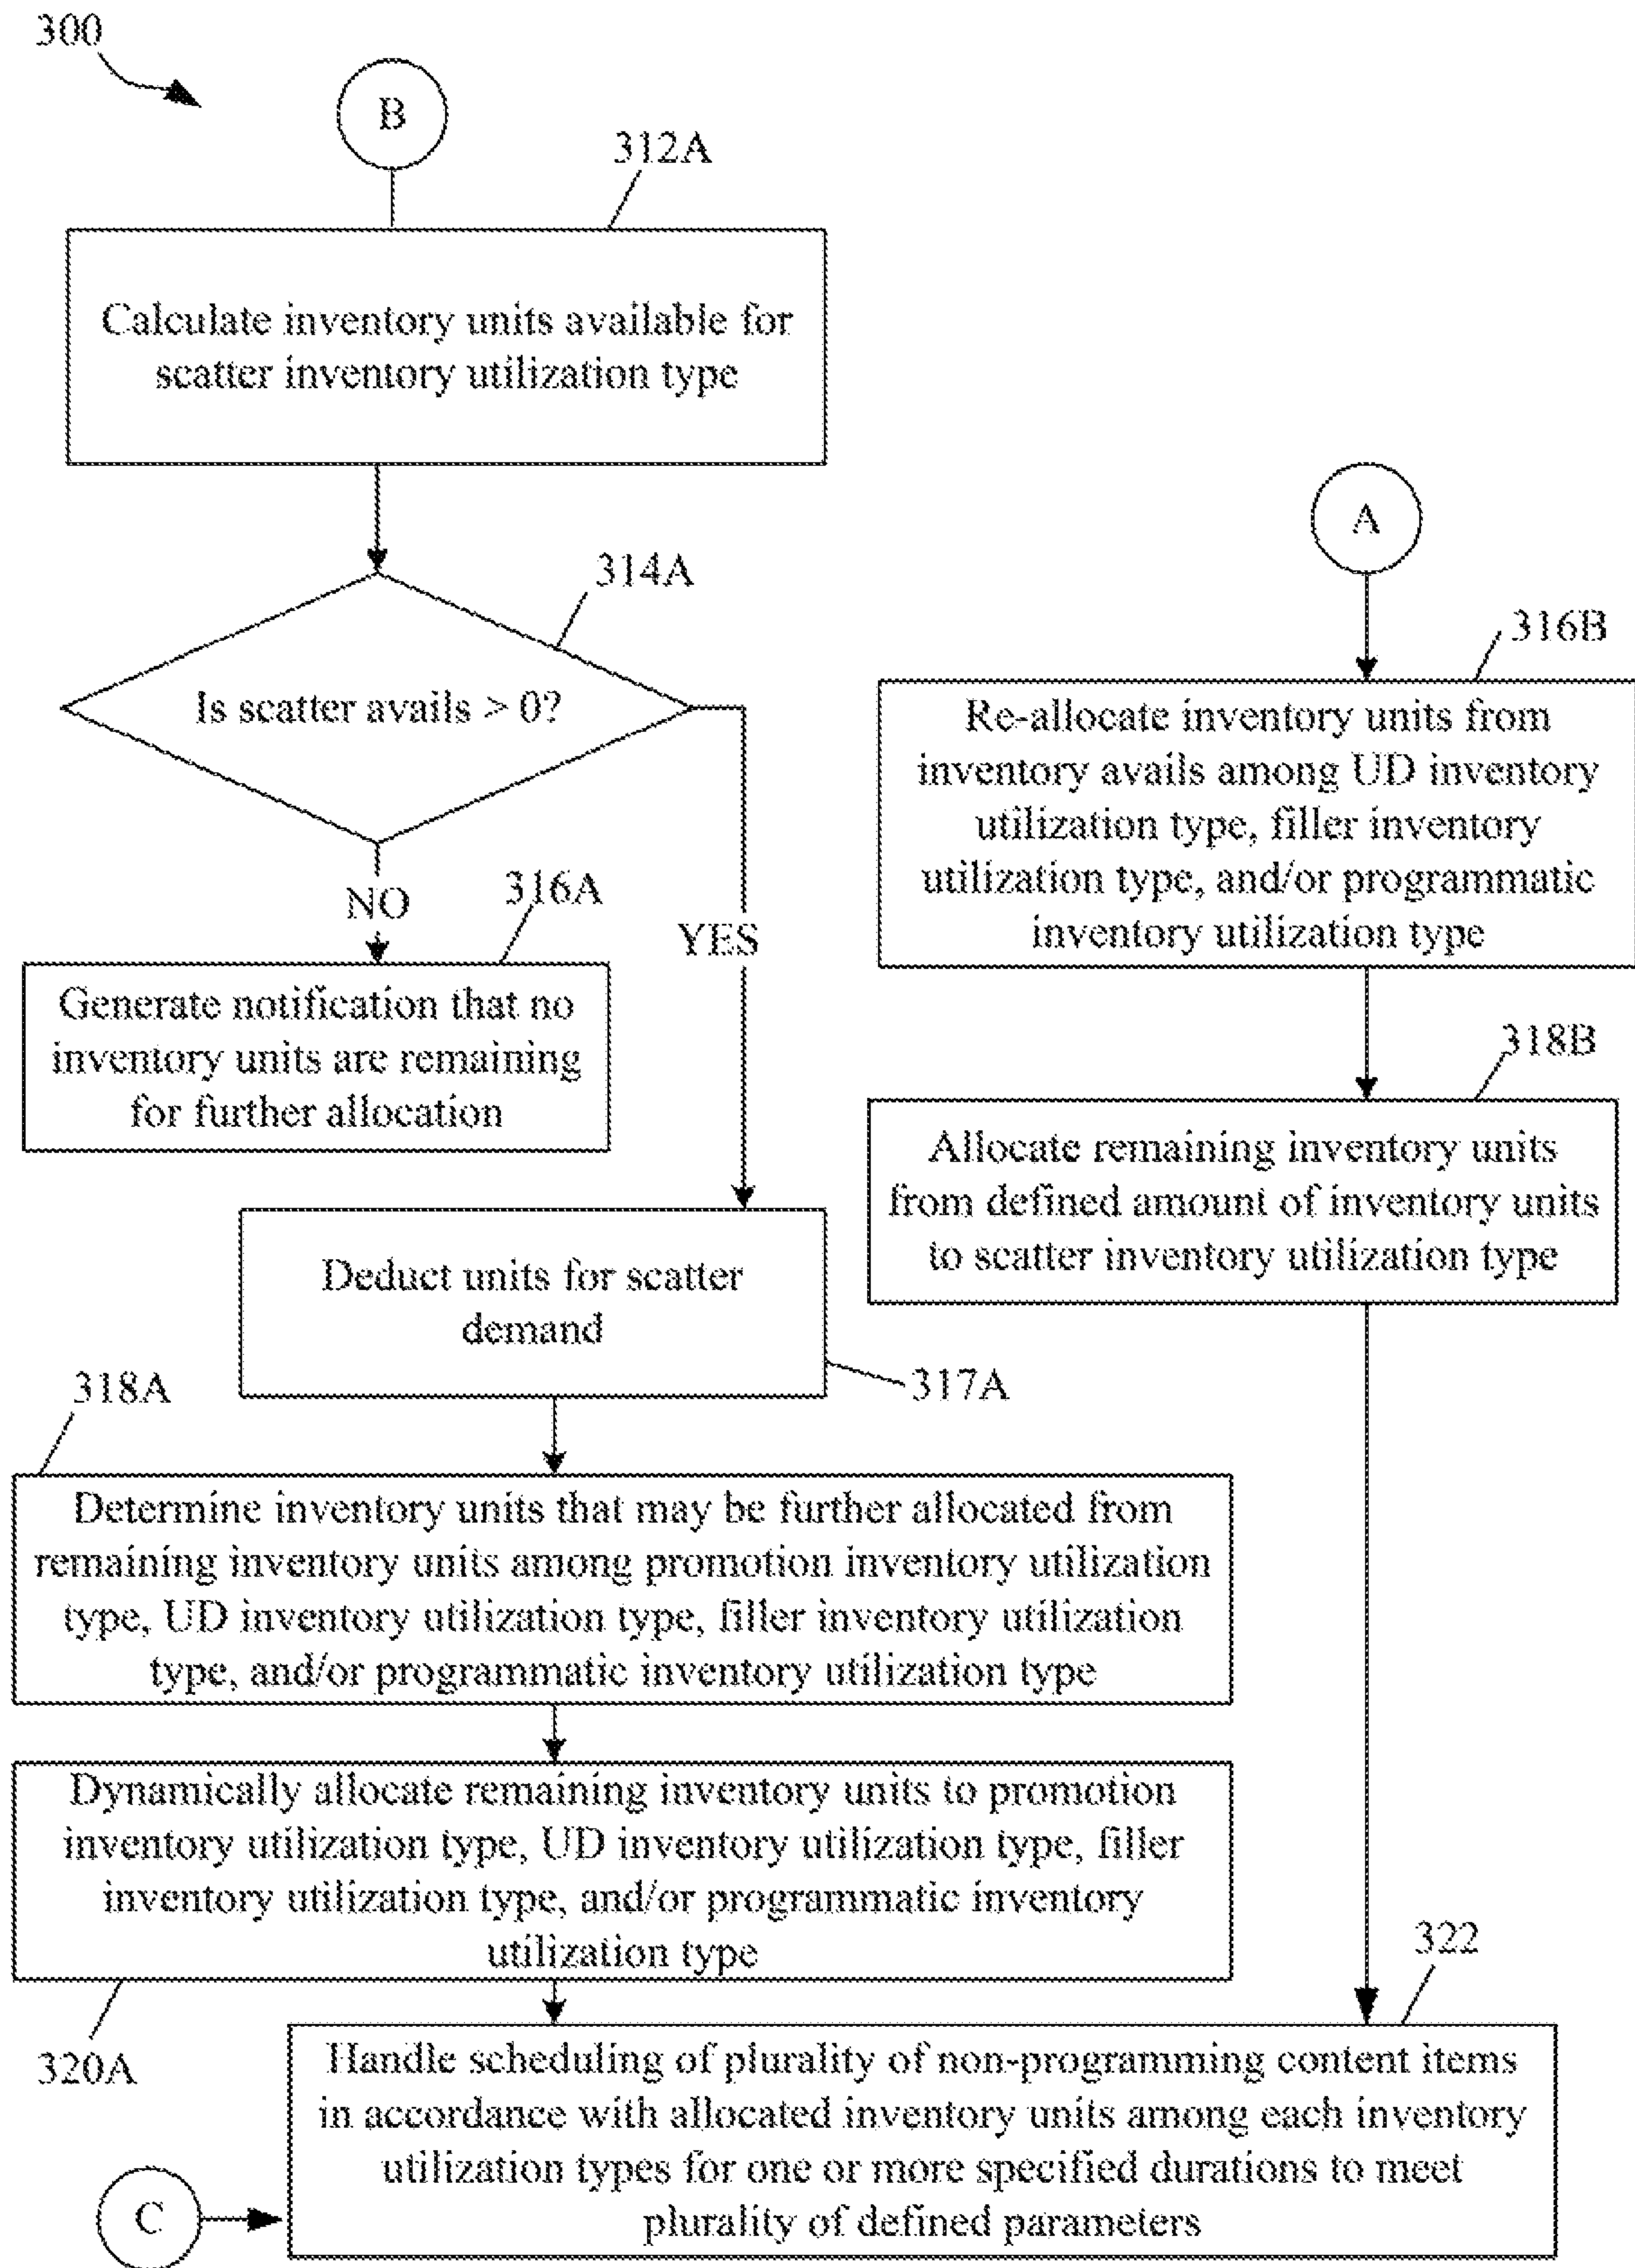 300
B
312A
Calculate inventory units available for
scatter inventory utilization type
314A
Is scatter avails > 0?
NO
YES
316A
Generate notification that no
inventory units are remaining
for further allocation
Deduct units for scatter
demand
317A
318A
Determine inventory units that may be further allocated from
remaining inventory units among promotion inventory utilization
type, UD inventory utilization type, filler inventory utilization
type, and/or programmatic inventory utilization type
Dynamically allocate remaining inventory units to promotion
inventory utilization type, UD inventory utilization type, filler
inventory utilization type, and/or programmatic inventory
utilization type
320A
A
316B
Re-allocate inventory units from
inventory avails among UD inventory
utilization type, filler inventory
utilization type, and/or programmatic
inventory utilization type
318B
Allocate remaining inventory units
from defined amount of inventory units
to scatter inventory utilization type
322
Handle scheduling of plurality of non-programming content items
in accordance with allocated inventory units among each inventory
utilization types for one or more specified durations to meet
plurality of defined parameters
C